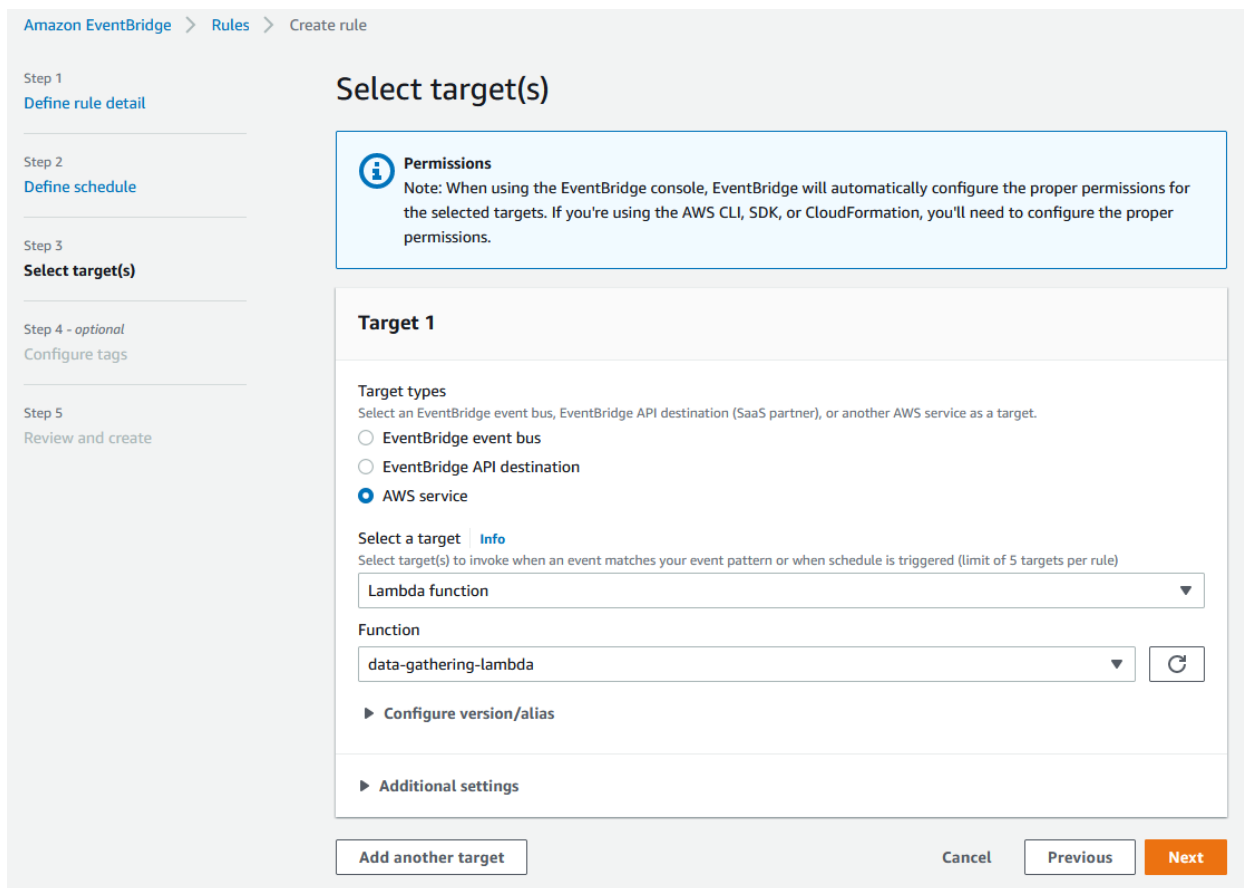 Amazon EventBridge > Rules > Create rule
Step 1
Define rule detail
Step 2
Define schedule
Step 3
Select target(s)
Step 4 - optional
Configure tags
Step 5
Review and create
Select target(s)
Permissions
Note: When using the EventBridge console, EventBridge will automatically configure the proper permissions for
the selected targets. If you're using the AWS CLI, SDK, or CloudFormation, you'll need to configure the proper
permissions.
Target 1
Target types
Select an EventBridge event bus, EventBridge API destination (SaaS partner), or another AWS service as a target.
EventBridge event bus
EventBridge API destination
AWS service
Select a target Info
Select target(s) to invoke when an event matches your event pattern or when schedule is triggered (limit of 5 targets per rule)
Lambda function
Function
data-gathering-lambda
Configure version/alias
Additional settings
Add another target Cancel Previous Next